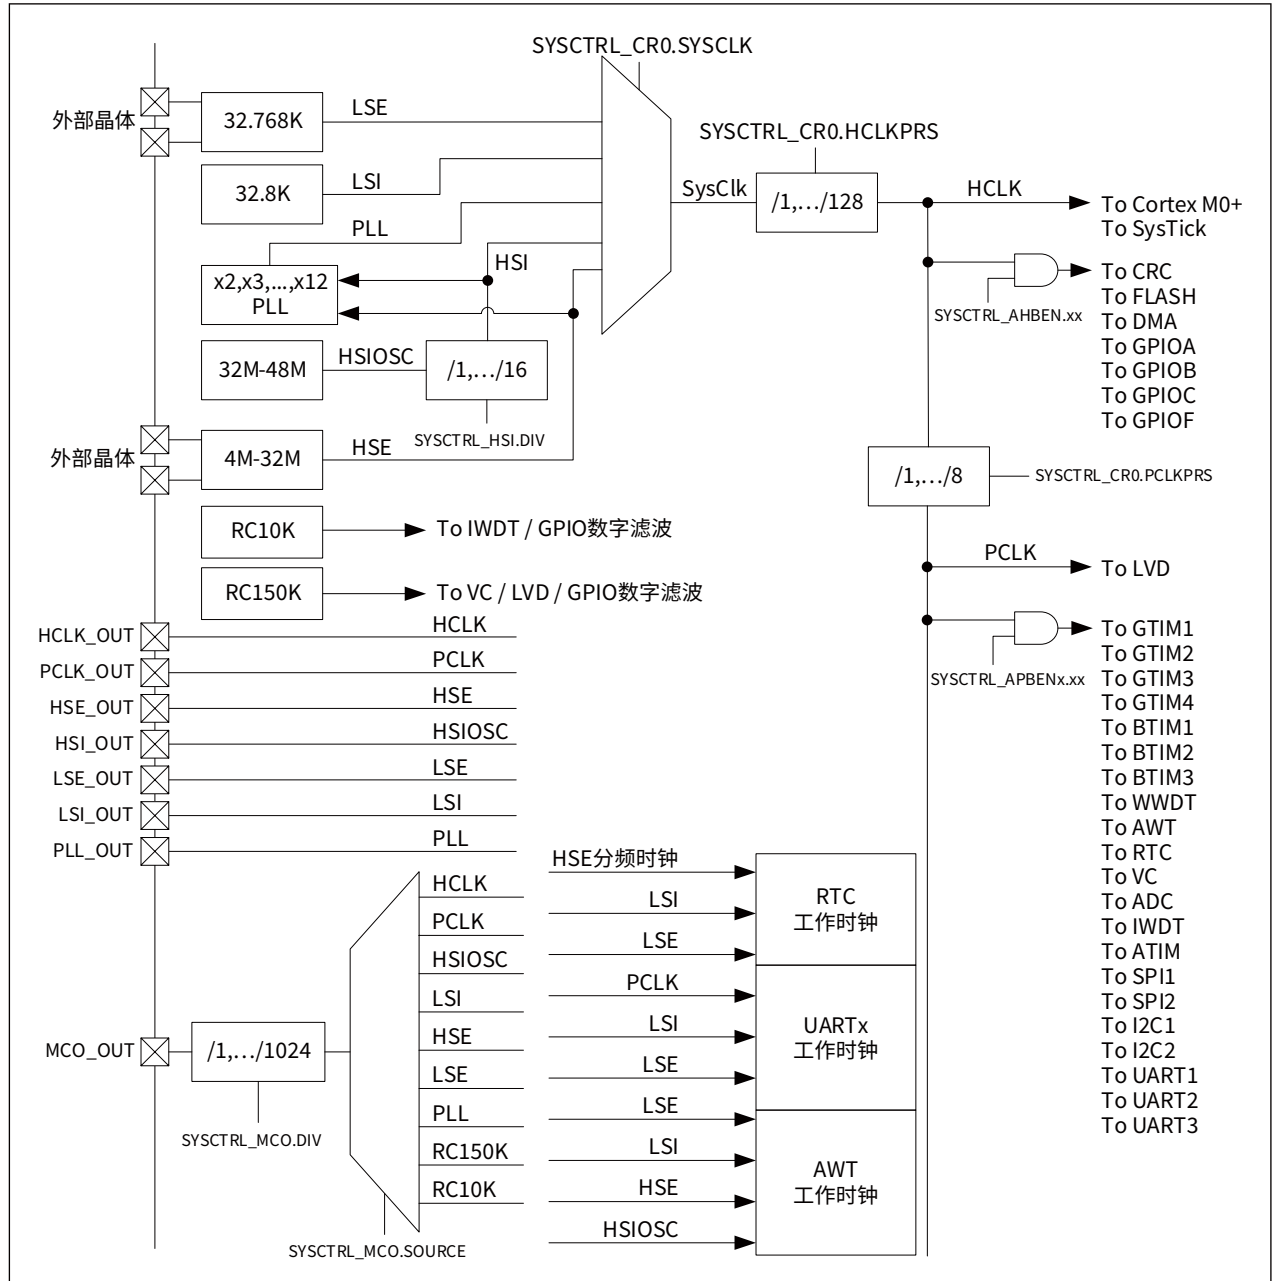 SYSCTRL_CR0.SYSCLK
外部晶体
32.768K
LSE
SYSCTRL_CR0.HCLKPRS
32.8K
LSI
SysClk
/1,.../128
HCLK
To Cortex M0+
To SysTick
PLL
HSI
x2,x3,...,x12
PLL
To CRC
To FLASH
To DMA
To GPIOA
To GPIOB
To GPIOC
To GPIOF
SYSCTRL_AHBEN.xx
32M-48M
HSIOSC
/1,.../16
SYSCTRL_HSI.DIV
外部晶体
4M-32M
HSE
/1,.../8
SYSCTRL_CR0.PCLKPRS
RC10K
To IWDT / GPIO数字滤波
RC150K
To VC / LVD / GPIO数字滤波
PCLK
To LVD
HCLK_OUT
HCLK
PCLK_OUT
PCLK
HSE_OUT
HSE
HSI_OUT
HSIOSC
LSE_OUT
LSE
LSI_OUT
LSI
PLL_OUT
PLL
SYSCTRL_APBENx.xx
To GTIM1
To GTIM2
To GTIM3
To GTIM4
To BTIM1
To BTIM2
To BTIM3
To WWDT
To AWT
To RTC
To VC
To ADC
To IWDT
To ATIM
To SPI1
To SPI2
To I2C1
To I2C2
To UART1
To UART2
To UART3
MCO_OUT
/1,.../1024
SYSCTRL_MCO.DIV
HCLK
PCLK
HSIOSC
LSI
HSE
LSE
PLL
RC150K
RC10K
SYSCTRL_MCO.SOURCE
HSE分频时钟
LSI
LSE
RTC
工作时钟
PCLK
LSI
LSE
UARTx
工作时钟
LSE
LSI
HSE
HSIOSC
AWT
工作时钟